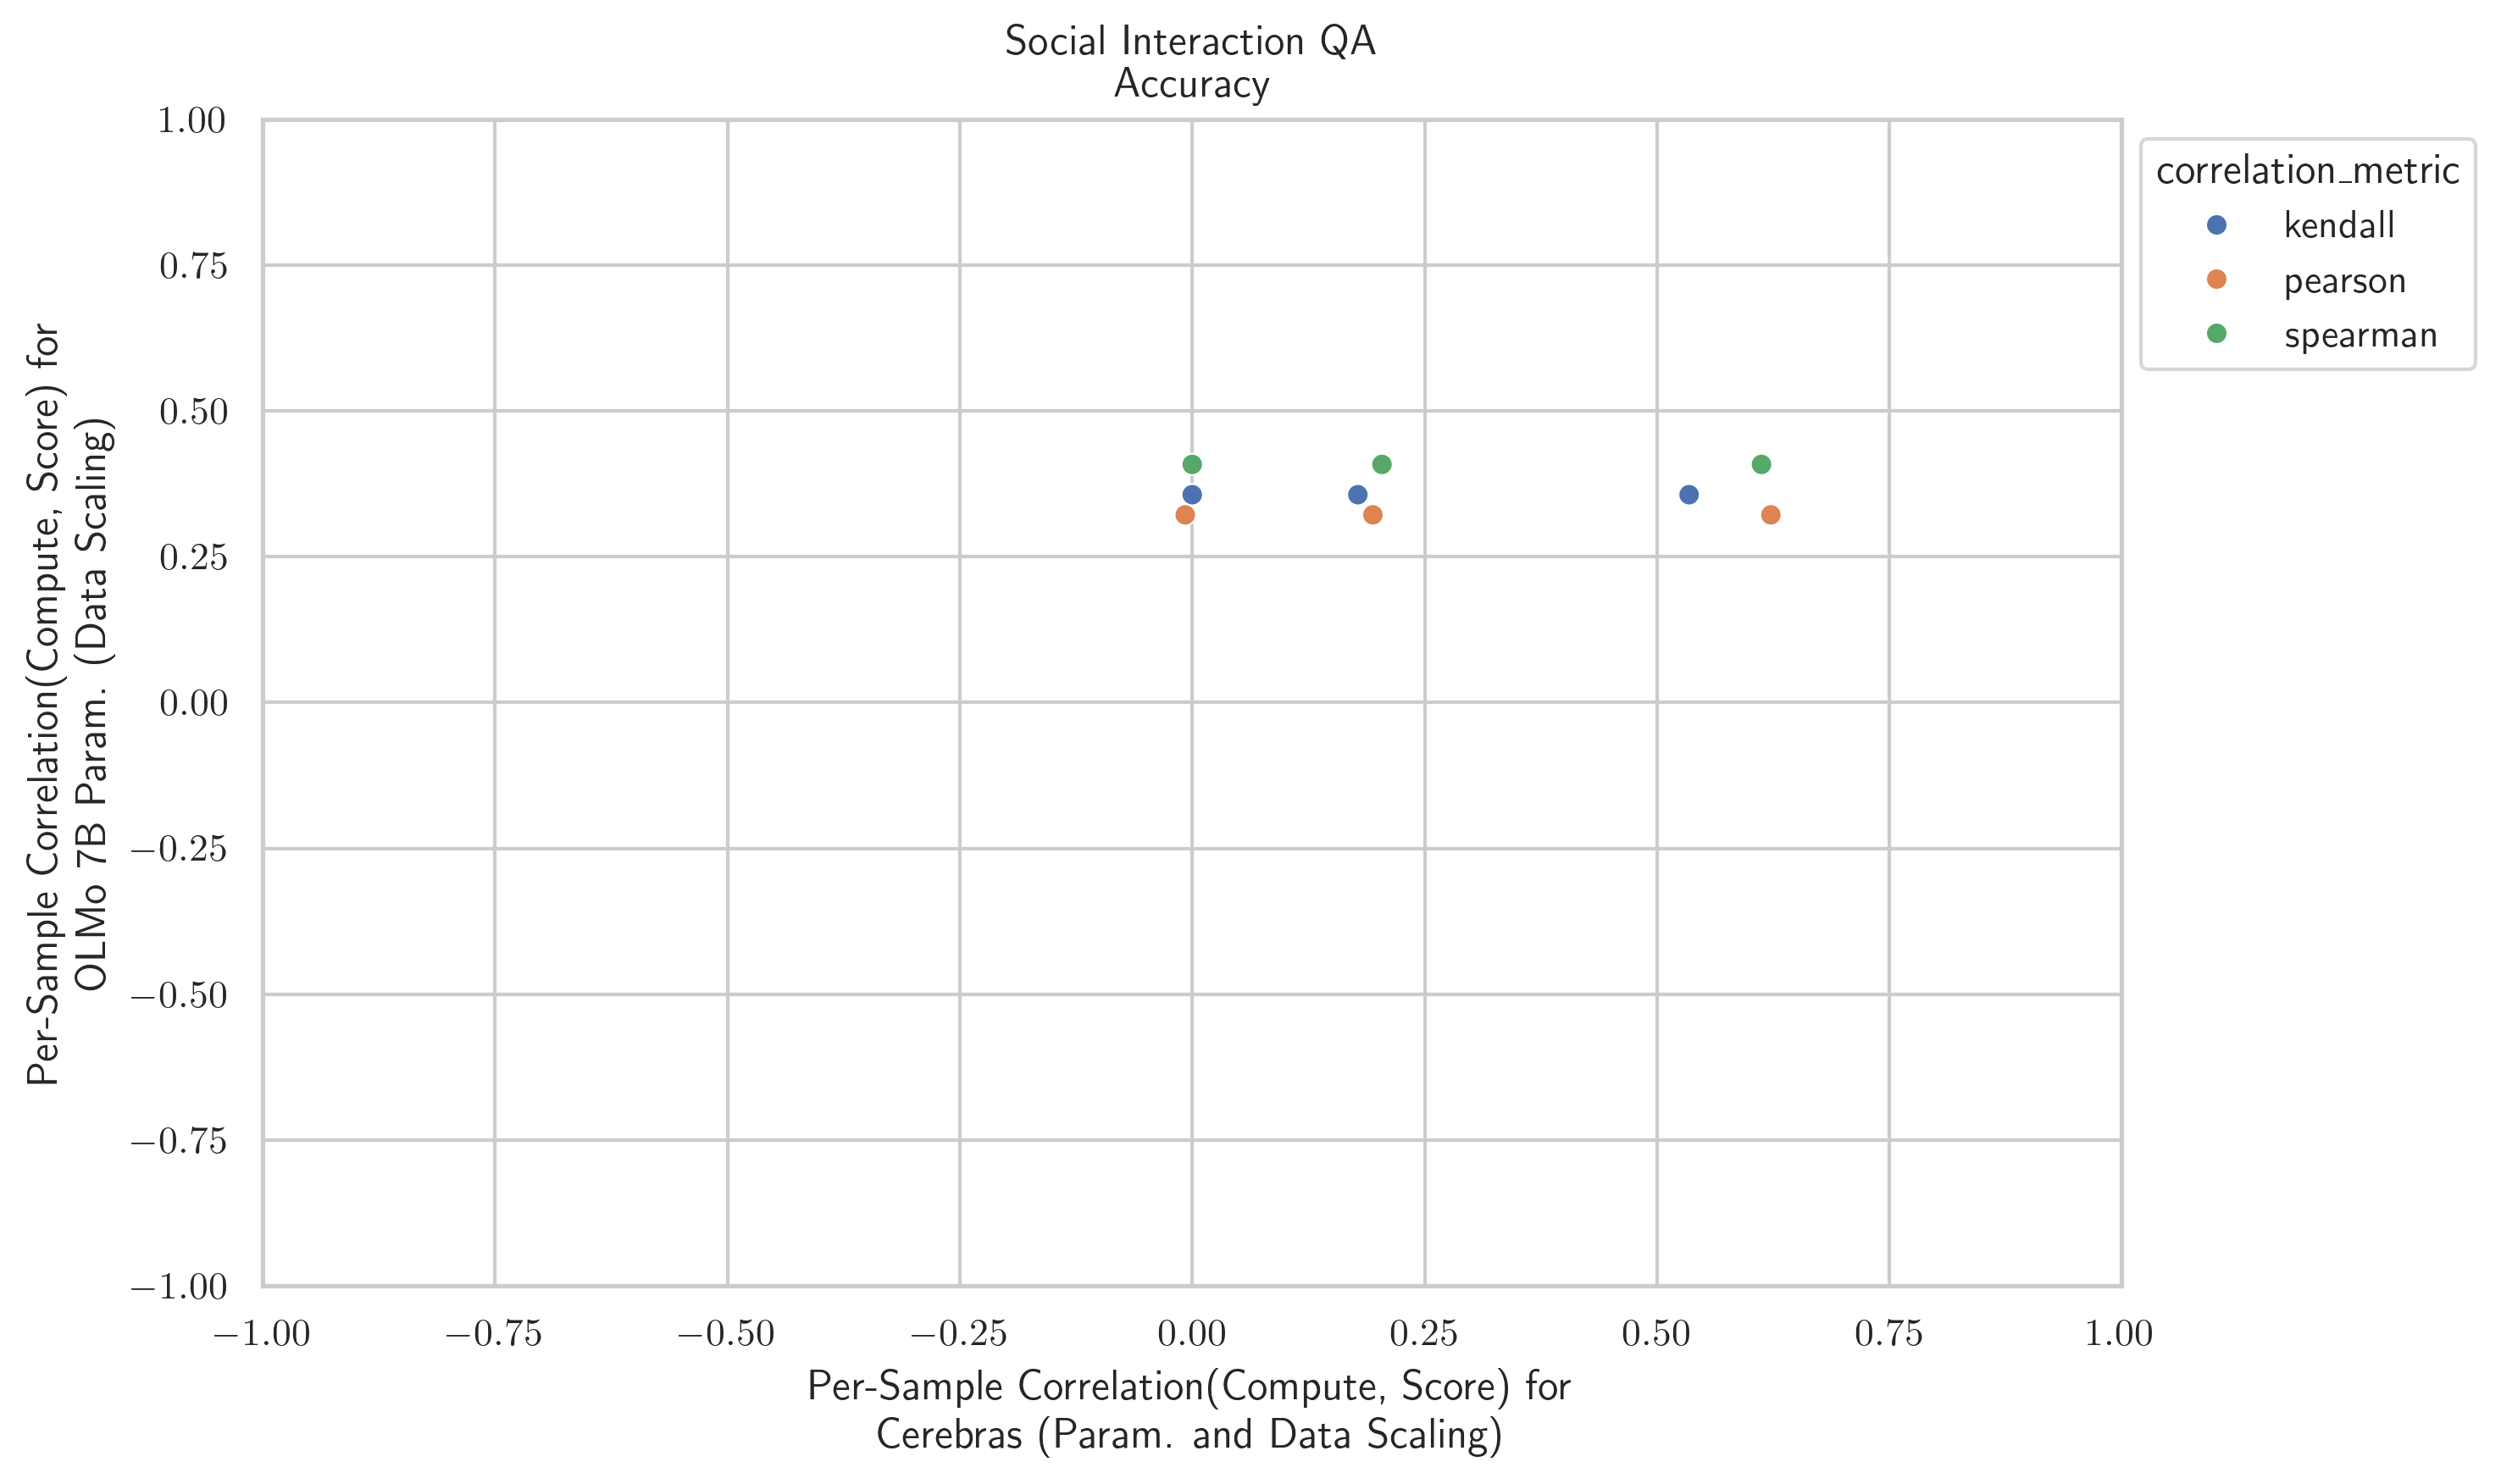 Social Interaction QA
Accuracy
1.00
0.75
0.50
0.25
0.00
−0.25
−0.50
−0.75
−1.00
Per-Sample Correlation(Compute, Score) for
OLMo 7B Param. (Data Scaling)
−1.00
−0.75
−0.50
−0.25
0.00
0.25
0.50
0.75
1.00
Per-Sample Correlation(Compute, Score) for
Cerebras (Param. and Data Scaling)
correlation_metric
kendall
pearson
spearman